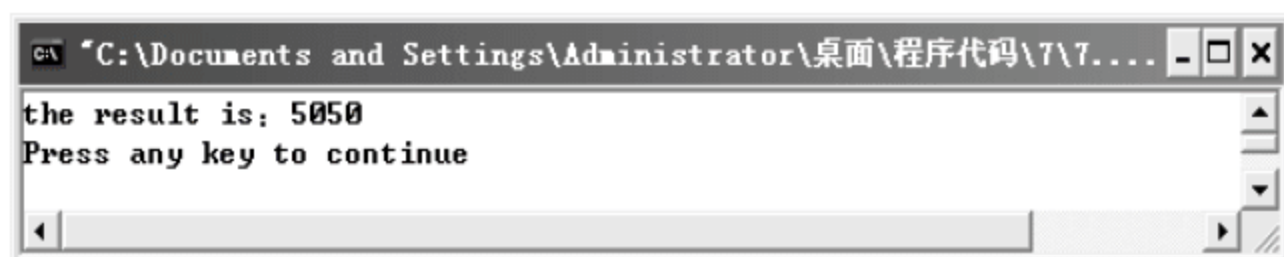 "C:\Documents and Settings\Administrator\桌面\程序代码\7\7....
the result is：5050
Press any key to continue